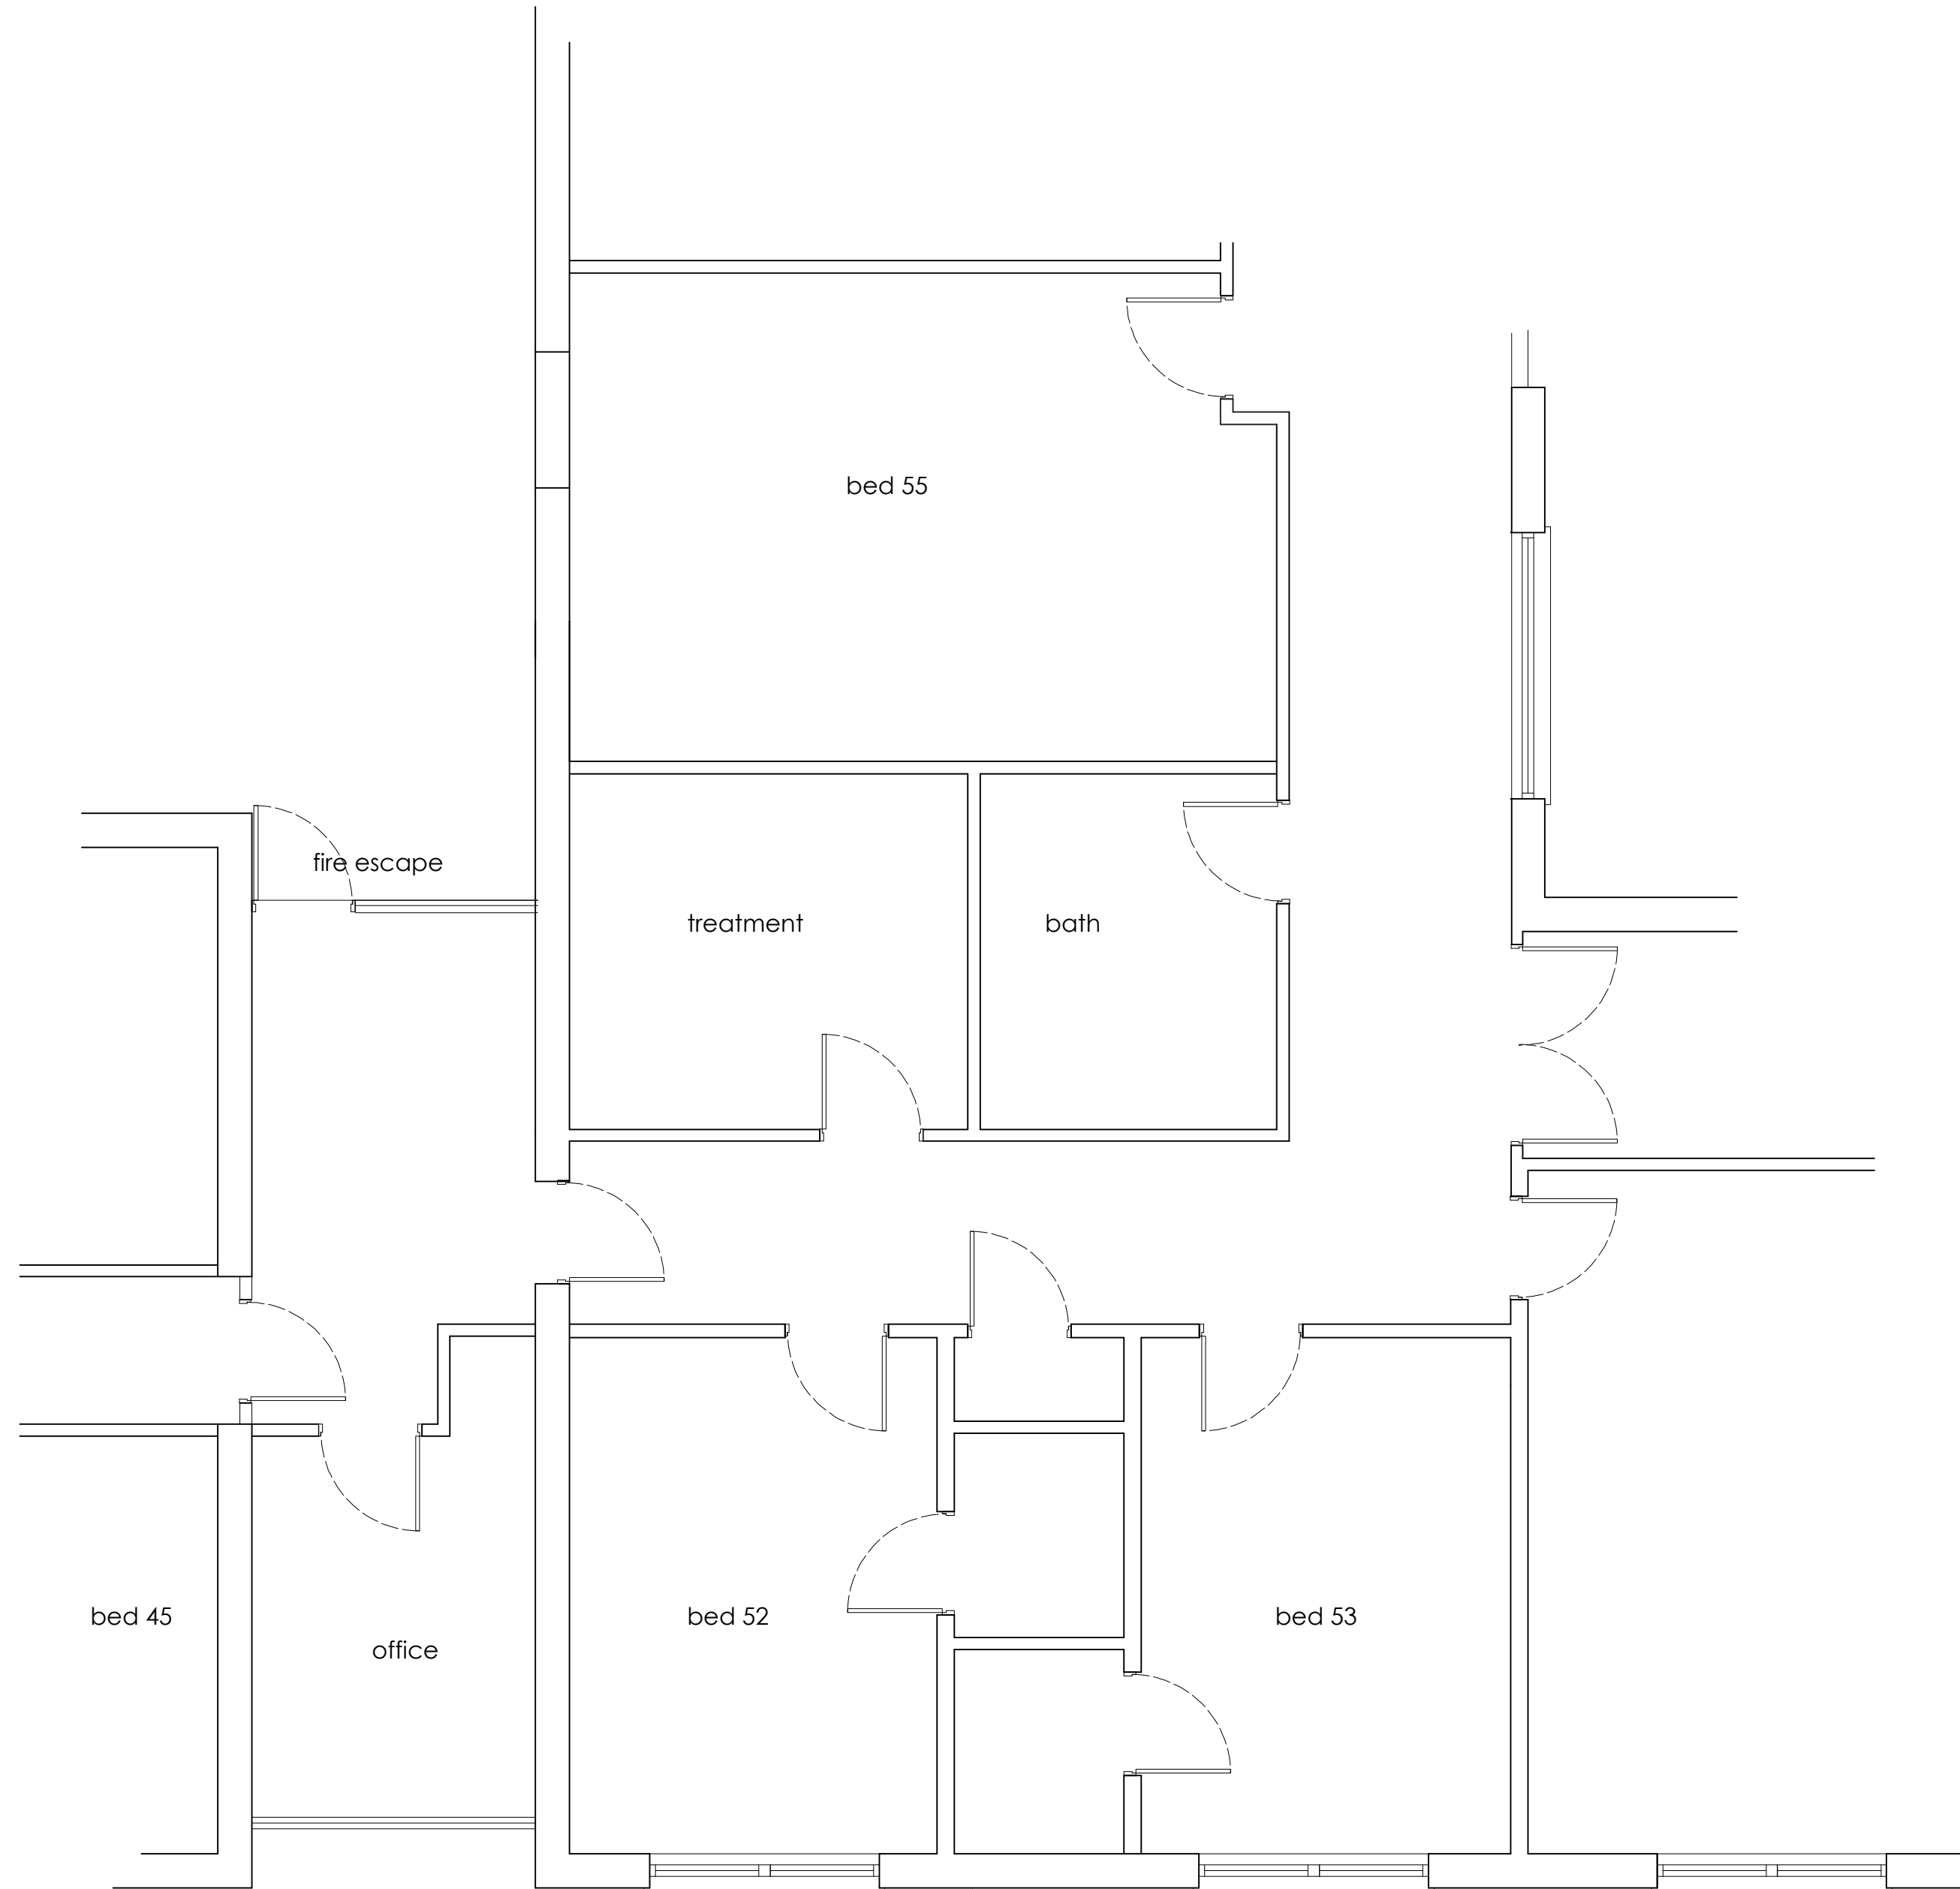 bed 55
fire escape
treatment
bath
bed 45
bed 52
bed 53
office